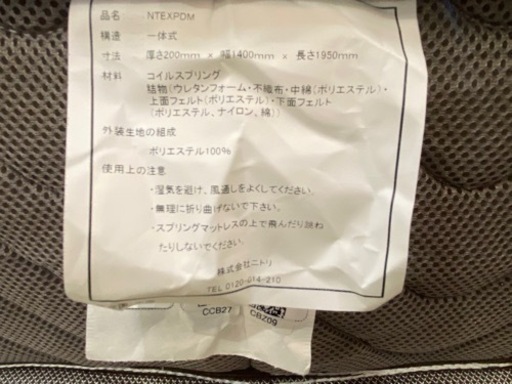 品名 NTEXPDM
構造 一体式
寸法 厚さ200mm × 幅1400mm × 長さ1950mm
材料 コイルスプリング
詰物(ウレタンフォーム・不織布・中綿(ポリエステル)・
上面フェルト(ポリエステル)・下面フェルト
(ポリエステル、ナイロン、綿))
外装生地の組成
ポリエステル100%
使用上の注意
・湿気を避け、風通しをよくしてください。
・無理に折り曲げないで下さい。
・スプリングマットレスの上で飛んだり跳ね
たりしないでください。
株式会社ニトリ
TEL 0120-014-210
CCB27
CBZ09